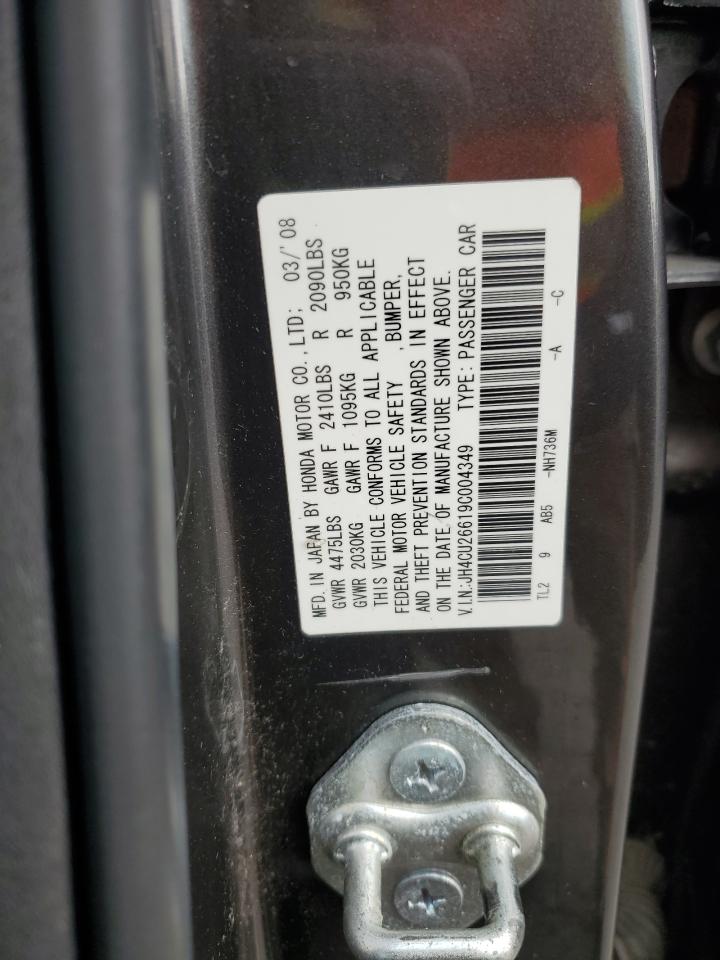 MFD. IN JAPAN BY HONDA MOTOR CO., LTD; 03/'08
GVWR 4475LBS GAWR F 2410LBS R 2090LBS
GVWR 2030KG GAWR F 1095KG R 950KG
THIS VEHICLE CONFORMS TO ALL APPLICABLE
FEDERAL MOTOR VEHICLE SAFETY , BUMPER,
AND THEFT PREVENTION STANDARDS IN EFFECT
ON THE DATE OF MANUFACTURE SHOWN ABOVE.
V.I.N:JH4CU26619C004349 TYPE: PASSENGER CAR
TL2 9 AB5 -NH736M -A -C